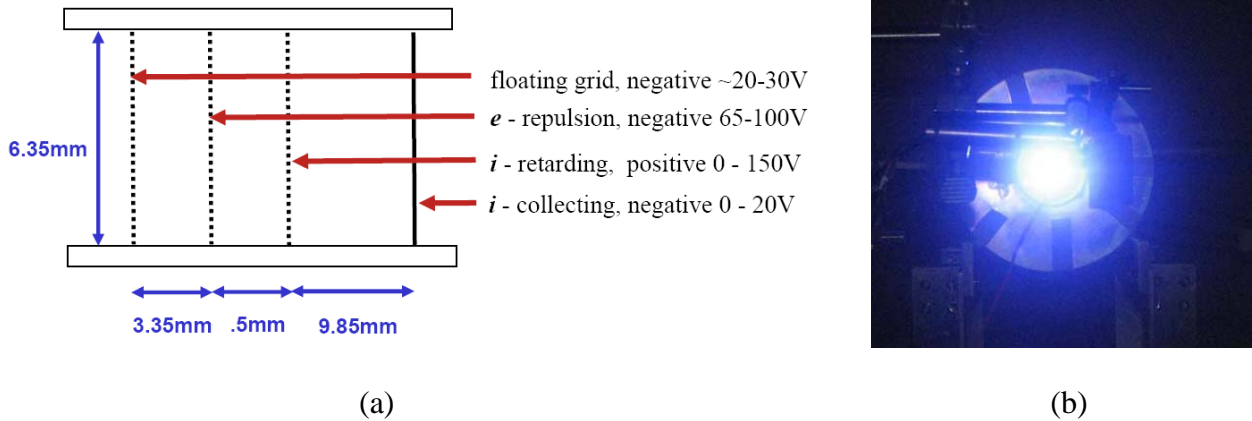 floating grid, negative ~20-30V
e - repulsion, negative 65-100V
6.35mm
i - retarding, positive 0 - 150V
i - collecting, negative 0 - 20V
3.35mm .5mm 9.85mm
(a) (b)